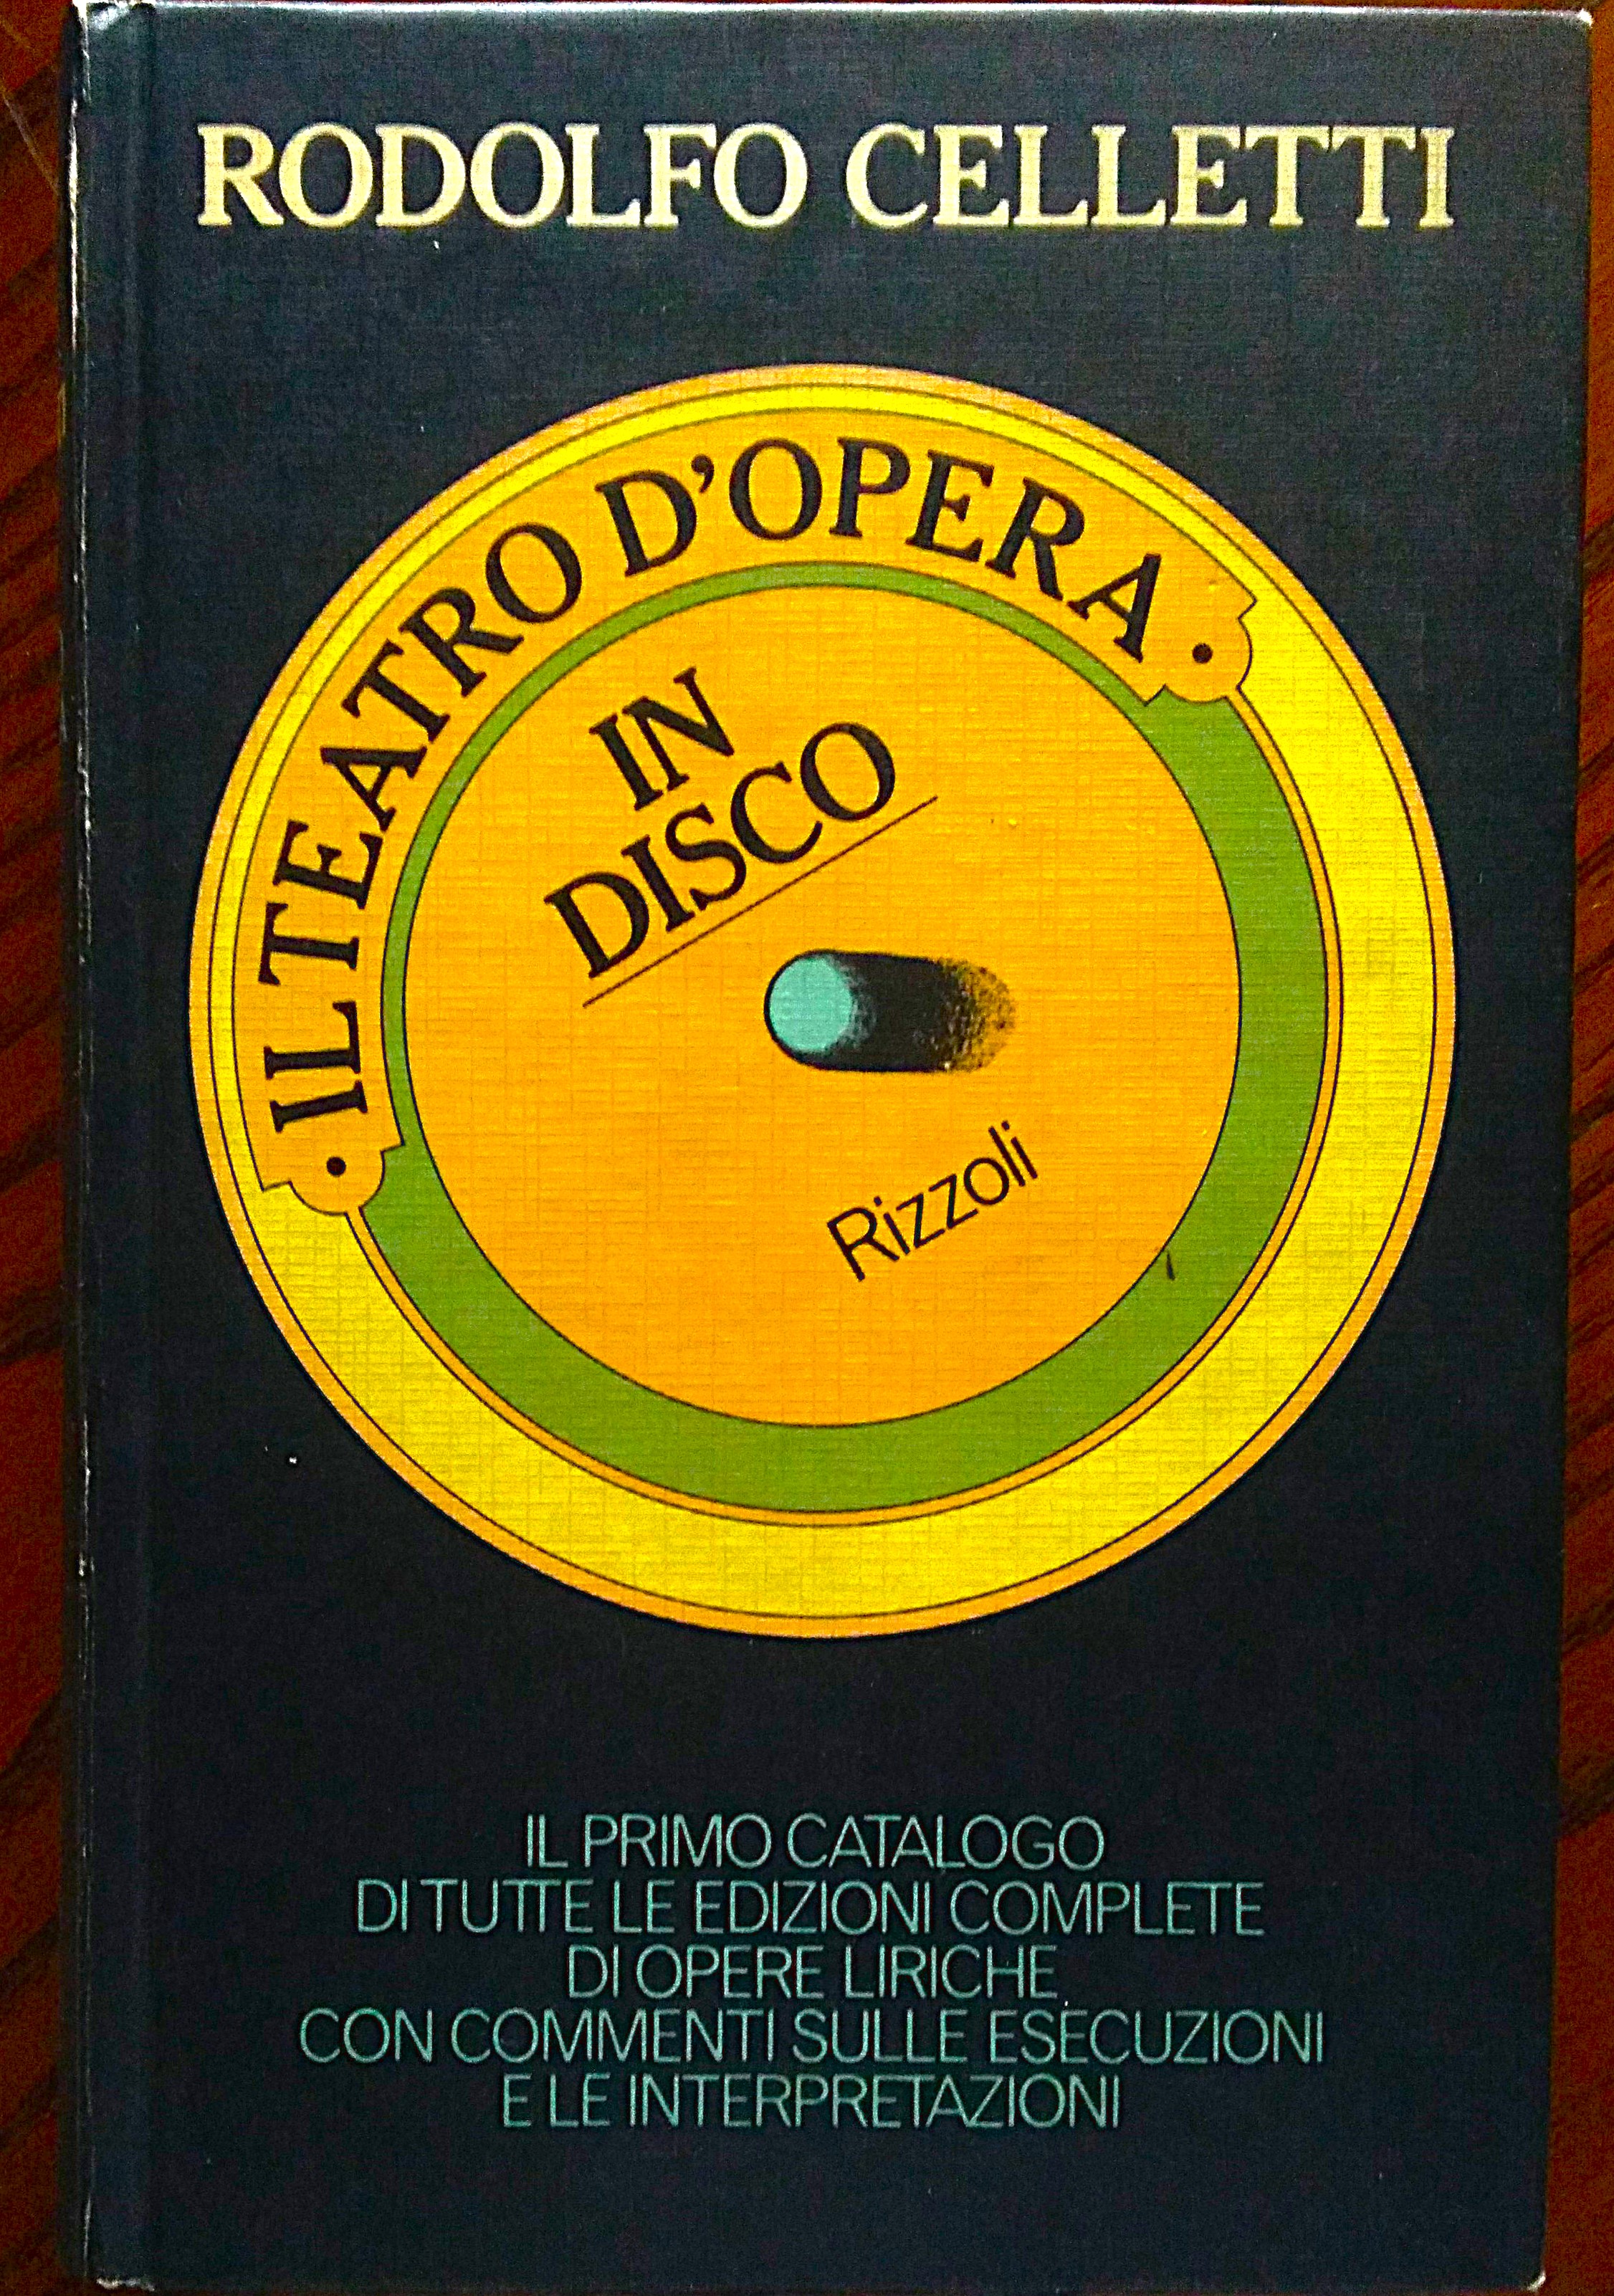 RODOLFO CELLETTI
IL TEATRO D'OPERA
IN
DISCO
Rizzoli
IL PRIMO CATALOGO
DI TUTTE LE EDIZIONI COMPLETE
DI OPERE LIRICHE
CON COMMENTI SULLE ESECUZIONI
E LE INTERPRETAZIONI